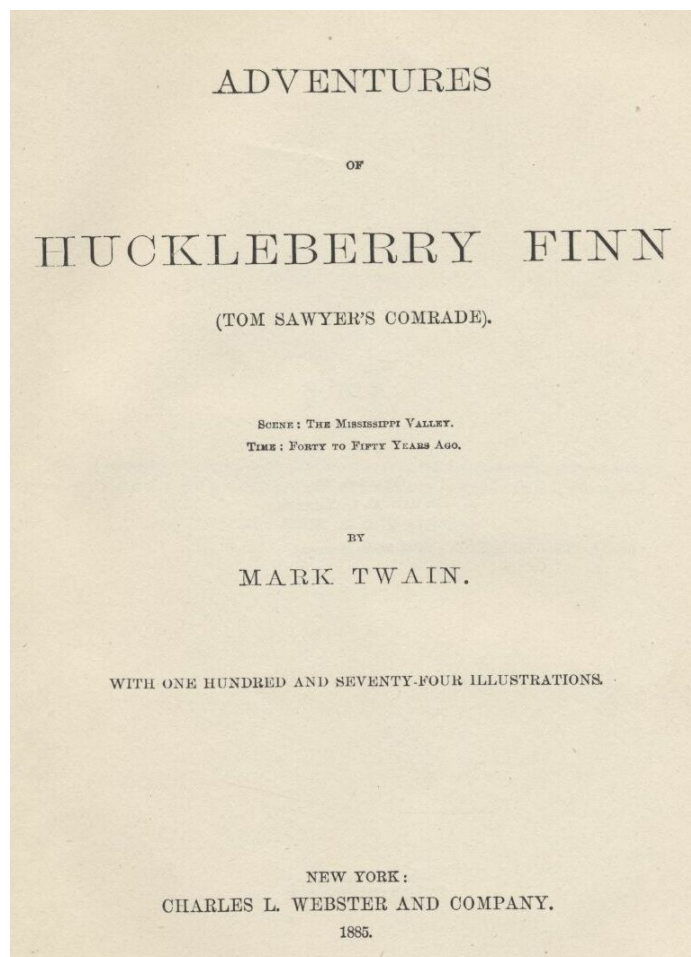 ADVENTURES
OF
HUCKLEBERRY FINN
(TOM SAWYER'S COMRADE).
SCENE: THE MISSISSIPPI VALLEY.
TIME: FORTY TO FIFTY YEARS AGO.
BY
MARK TWAIN.
WITH ONE HUNDRED AND SEVENTY-FOUR ILLUSTRATIONS.
NEW YORK:
CHARLES L. WEBSTER AND COMPANY.
1885.